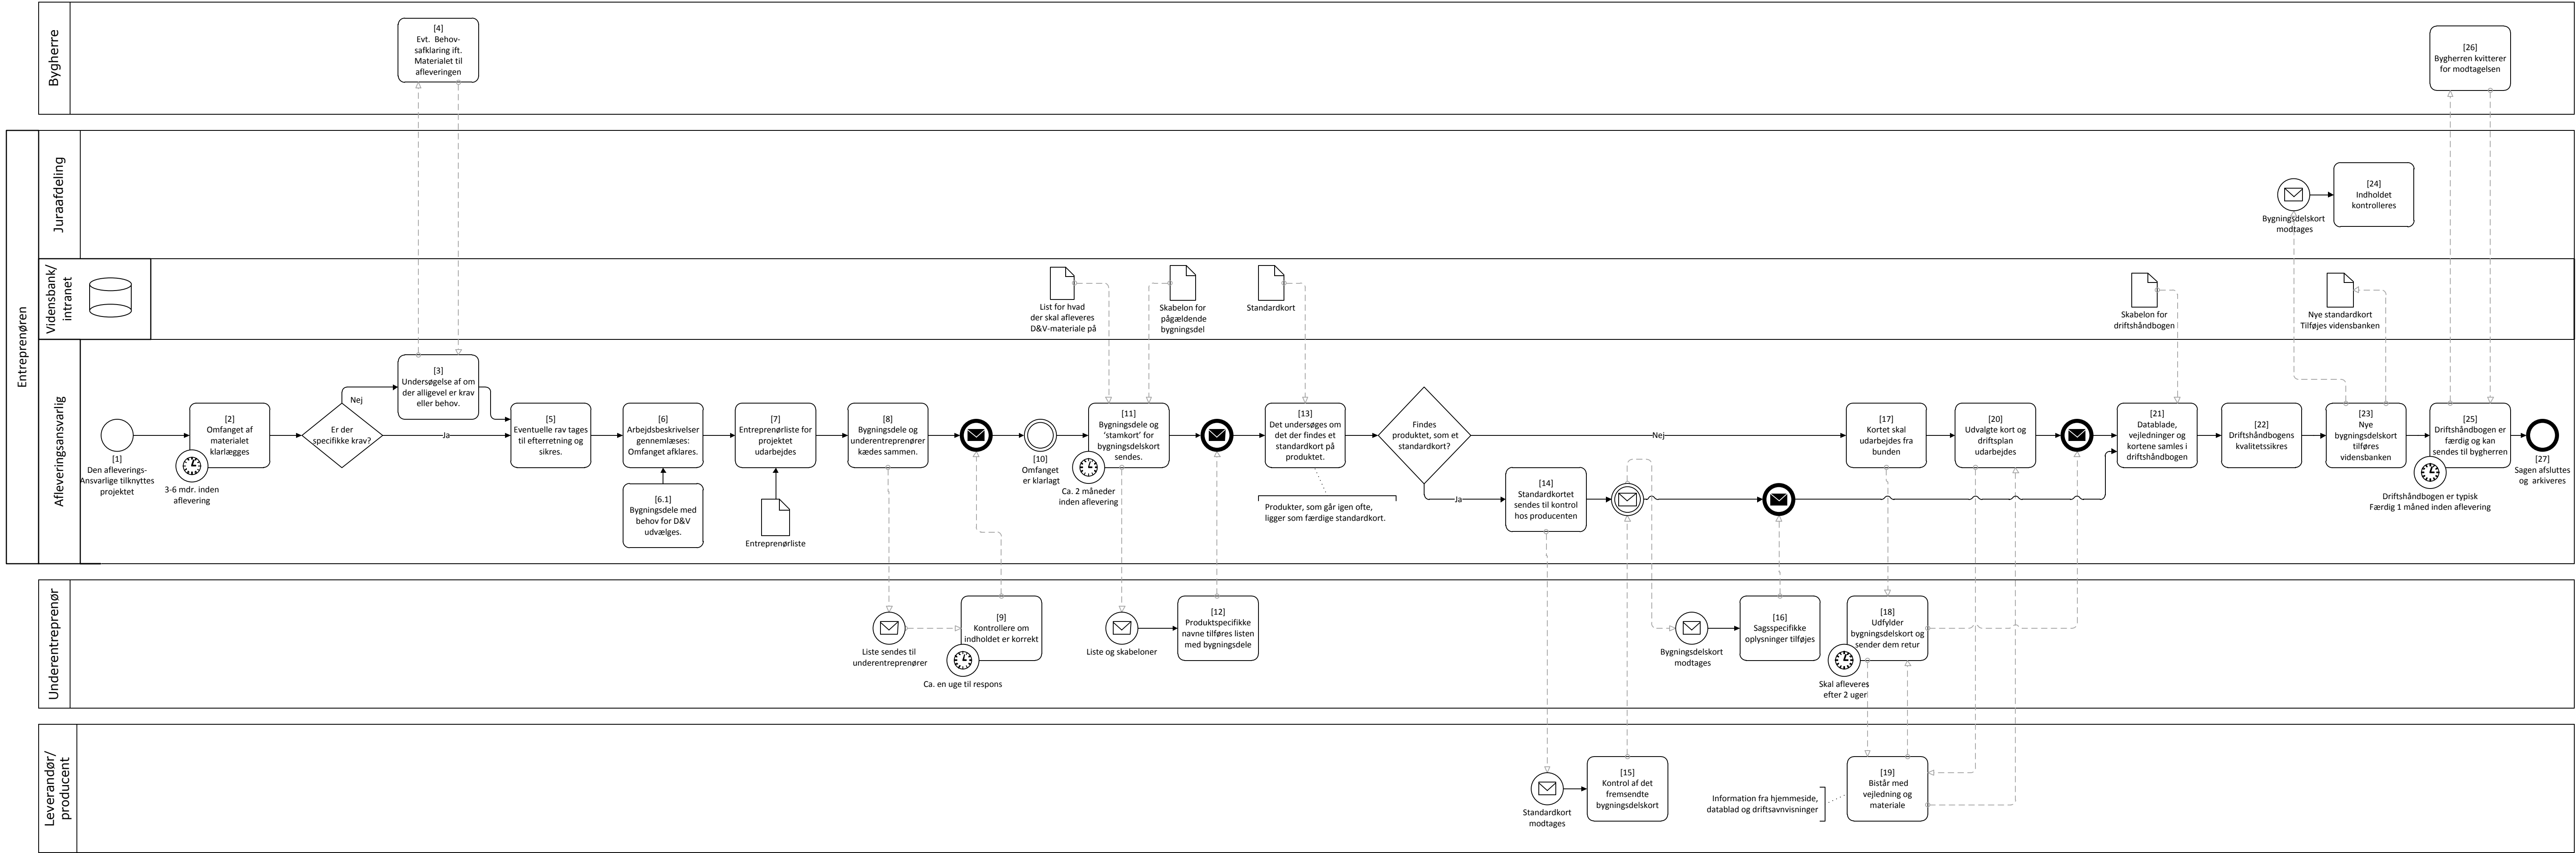 Bygherre
[4]
Evt.  Behov-
safklaring ift.
Materialet til
afleveringen
[26]
Bygherren kvitterer
for modtagelsen
Entreprenøren
Juraafdeling
Bygningsdelskort
modtages
[24]
Indholdet
kontrolleres
Vidensbank/
intranet
List for hvad
der skal afleveres
D&V-materiale på
Skabelon for
pågældende
bygningsdel
Standardkort
Skabelon for
driftshåndbogen
Nye standardkort
Tilføjes vidensbanken
Afleveringsansvarlig
[1]
Den afleverings-
Ansvarlige tilknyttes
projektet
[2]
Omfanget af
materialet
klarlægges
3-6 mdr. inden
aflevering
Er der
specifikke krav?
Nej
Ja
[3]
Undersøgelse af om
der alligevel er krav
eller behov.
[5]
Eventuelle rav tages
til efterretning og
sikres.
[6]
Arbejdsbeskrivelser
gennemlæses:
Omfanget afklares.
[6.1]
Bygningsdele med
behov for D&V
udvælges.
[7]
Entreprenørliste for
projektet
udarbejdes
Entreprenørliste
[8]
Bygningsdele og
underentreprenører
kædes sammen.
[10]
Omfanget
er klarlagt
[11]
Bygningsdele og
'stamkort' for
bygningsdelskort
sendes.
Ca. 2 måneder
inden aflevering
[13]
Det undersøges om
det der findes et
standardkort på
produktet.
Produkter, som går igen ofte,
ligger som færdige standardkort.
Findes
produktet, som et
standardkort?
Nej
Ja
[14]
Standardkortet
sendes til kontrol
hos producenten
[17]
Kortet skal
udarbejdes fra
bunden
[20]
Udvalgte kort og
driftsplan
udarbejdes
[21]
Datablade,
vejledninger og
kortene samles i
driftshåndbogen
[22]
Driftshåndbogens
kvalitetssikres
[23]
Nye
bygningsdelskort
tilføres
vidensbanken
[25]
Driftshåndbogen er
færdig og kan
sendes til bygherren
Driftshåndbogen er typisk
Færdig 1 måned inden aflevering
[27]
Sagen afsluttes
og  arkiveres
Underentreprenør
Liste sendes til
underentreprenører
[9]
Kontrollere om
indholdet er korrekt
Ca. en uge til respons
Liste og skabeloner
[12]
Produktspecifikke
navne tilføres listen
med bygningsdele
Bygningsdelskort
modtages
[16]
Sagsspecifikke
oplysninger tilføjes
[18]
Udfylder
bygningsdelskort og
sender dem retur
Skal afleveres
efter 2 uger
Leverandør/
producent
Standardkort
modtages
[15]
Kontrol af det
fremsendte
bygningsdelskort
Information fra hjemmeside,
datablad og driftsavnvisninger
[19]
Bistår med
vejledning og
materiale